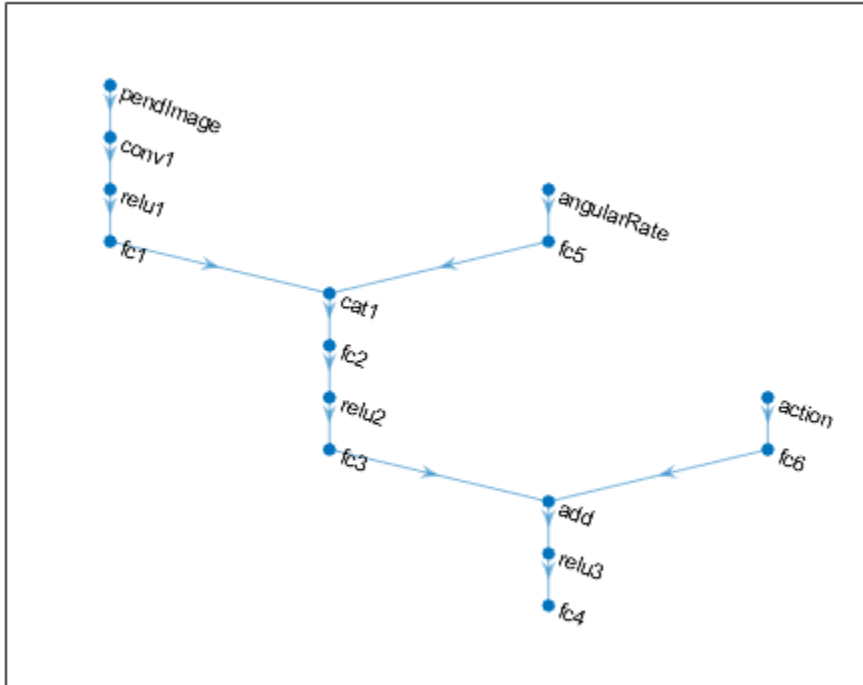 pendImage
conv1
relu1
angularRate
fc1
fc5
cat1
fc2
relu2
action
fc3
fc6
add
relu3
fc4